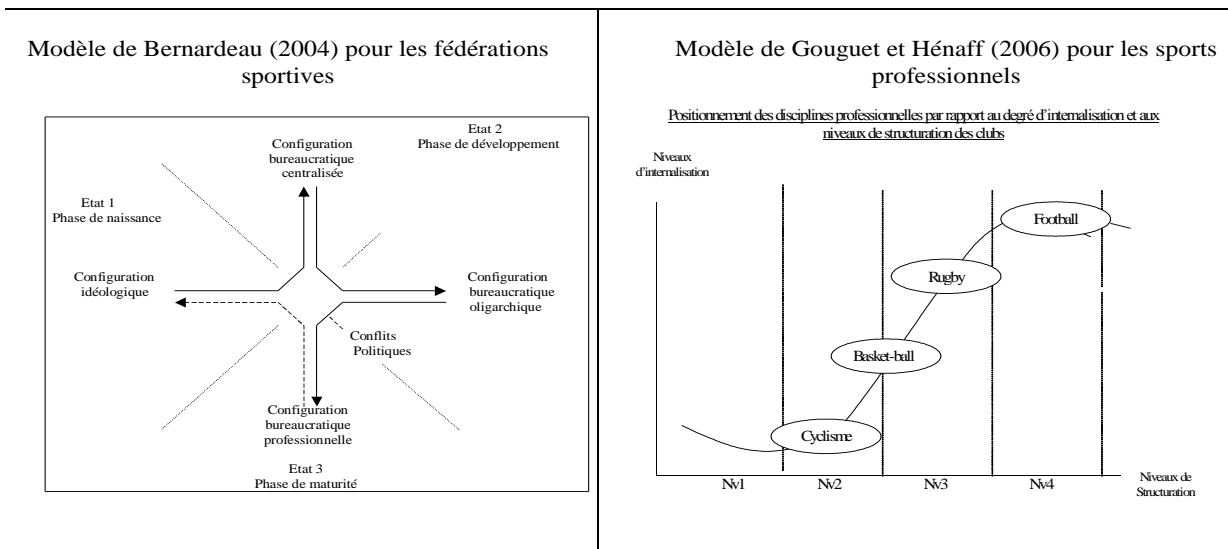 Modèle de Bernardeau (2004) pour les fédérations
sportives
Etat 2
Phase de développement
Configuration
bureaucratique
centralisée
Etat 1
Phase de naissance
Configuration
idéologique
Configuration
bureaucratique
oligarchique
Conflits
Politiques
Configuration
bureaucratique
professionnelle
Etat 3
Phase de maturité
Modèle de Gouguet et Hénaff (2006) pour les sports
professionnels
Positionnement des disciplines professionnelles par rapport au degré d'internalisation et aux
niveaux de structuration des clubs
Niveaux
d'internalisation
Football
Rugby
Basket-ball
Cyclisme
Nv1
Nv2
Nv3
Nv4
Niveaux de
Structuration